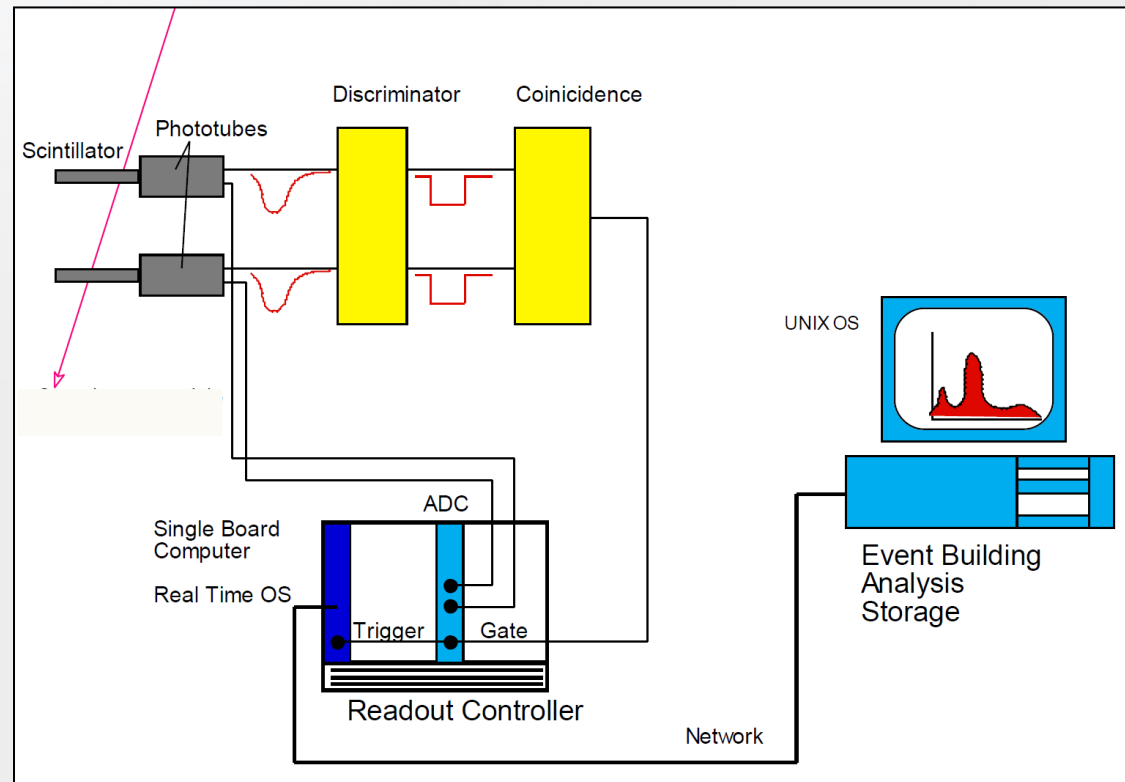 Discriminator
Coinicidence
Phototubes
Scintillator
UNIX OS
ADC
Single Board
Computer
Real Time OS
Trigger
Gate
Event Building
Analysis
Storage
Readout Controller
Network